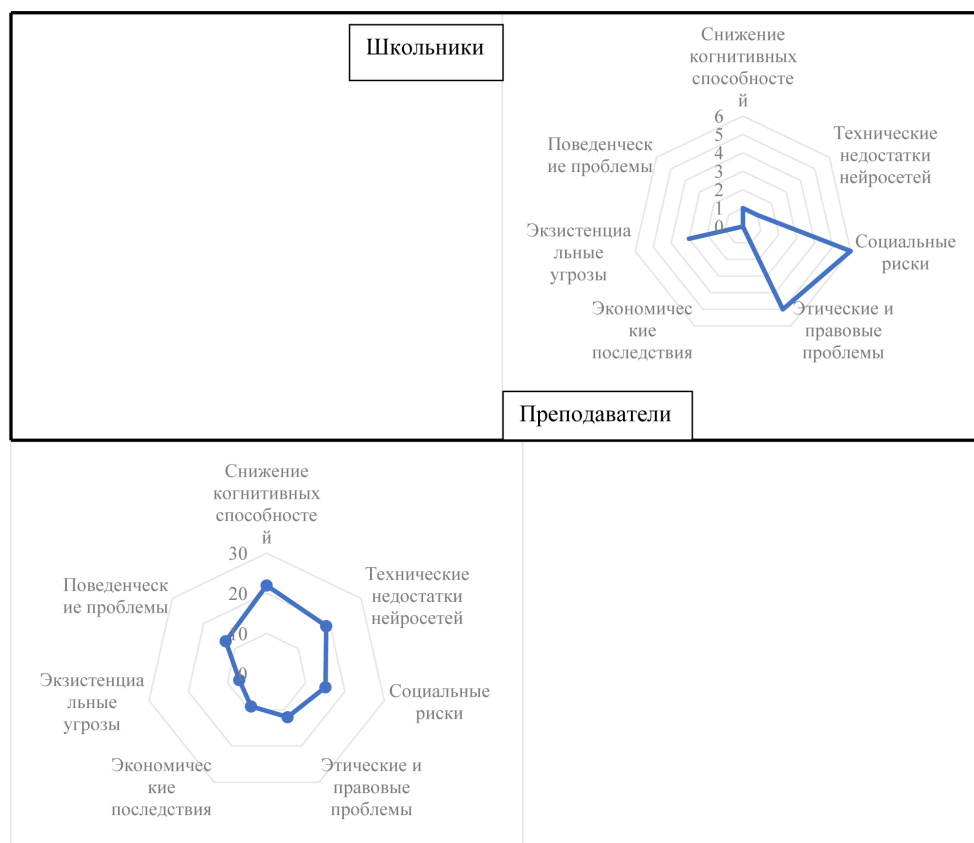 Школьники
Снижение
когнитивных
способносте
й
Технические
недостатки
нейросетей
Социальные
риски
Этические и
правовые
проблемы
Экономичес
кие
последствия
Экзистенциа
льные
угрозы
Поведенческ
ие проблемы
6
5
4
3
2
1
0
Преподаватели
Снижение
когнитивных
способносте
й
Технические
недостатки
нейросетей
Социальные
риски
Этические и
правовые
проблемы
Экономичес
кие
последствия
Экзистенциа
льные
угрозы
Поведенческ
ие проблемы
30
20
10
0